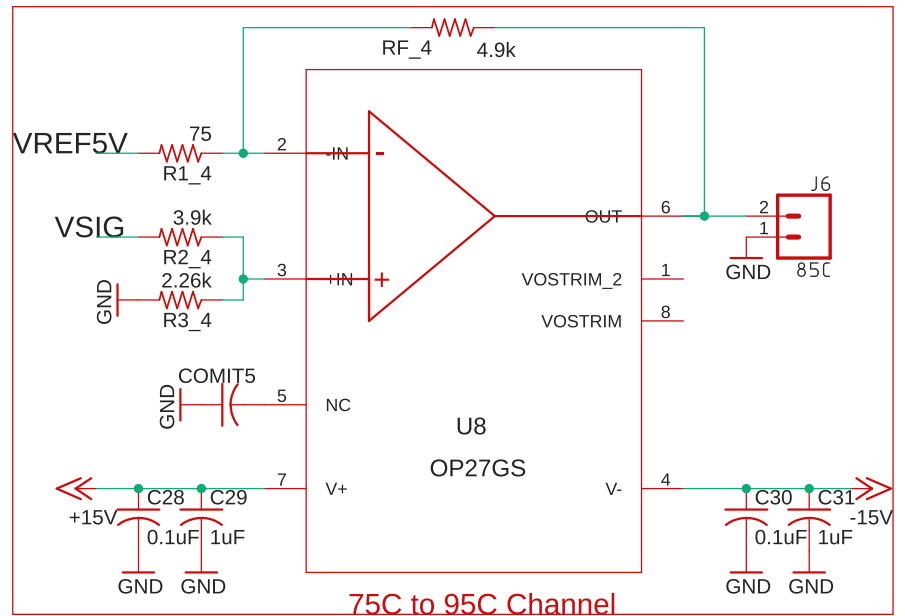 RF_4
4.9k
VREF5V
75
R1_4
2
-IN
-
VSIG
3.9k
R2_4
2.26k
R3_4
GND
3
+IN
+
OUT
6
J6
2
1
GND
85C
VOSTRIM_2
1
VOSTRIM
8
COMIT5
GND
5
NC
U8
OP27GS
7
V+
V-
4
+15V
C28
0.1uF
C29
1uF
GND
GND
C30
0.1uF
C31
1uF
-15V
GND
GND
75C to 95C Channel